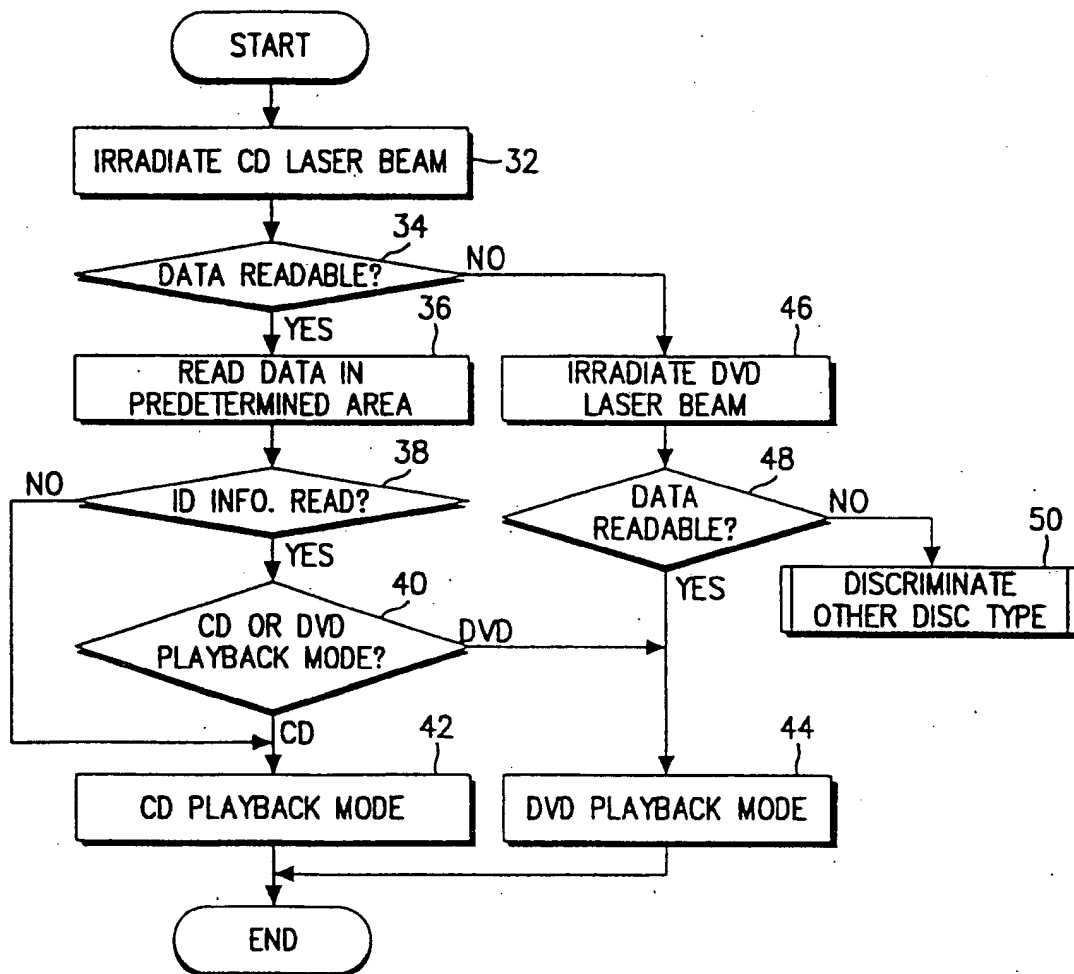 START
IRRADIATE CD LASER BEAM
32
34
DATA READABLE?
NO
YES
36
READ DATA IN
PREDETERMINED AREA
46
IRRADIATE DVD
LASER BEAM
38
NO
ID INFO. READ?
YES
48
DATA
READABLE?
NO
YES
50
DISCRIMINATE
OTHER DISC TYPE
40
CD OR DVD
PLAYBACK MODE?
DVD
CD
42
CD PLAYBACK MODE
44
DVD PLAYBACK MODE
END